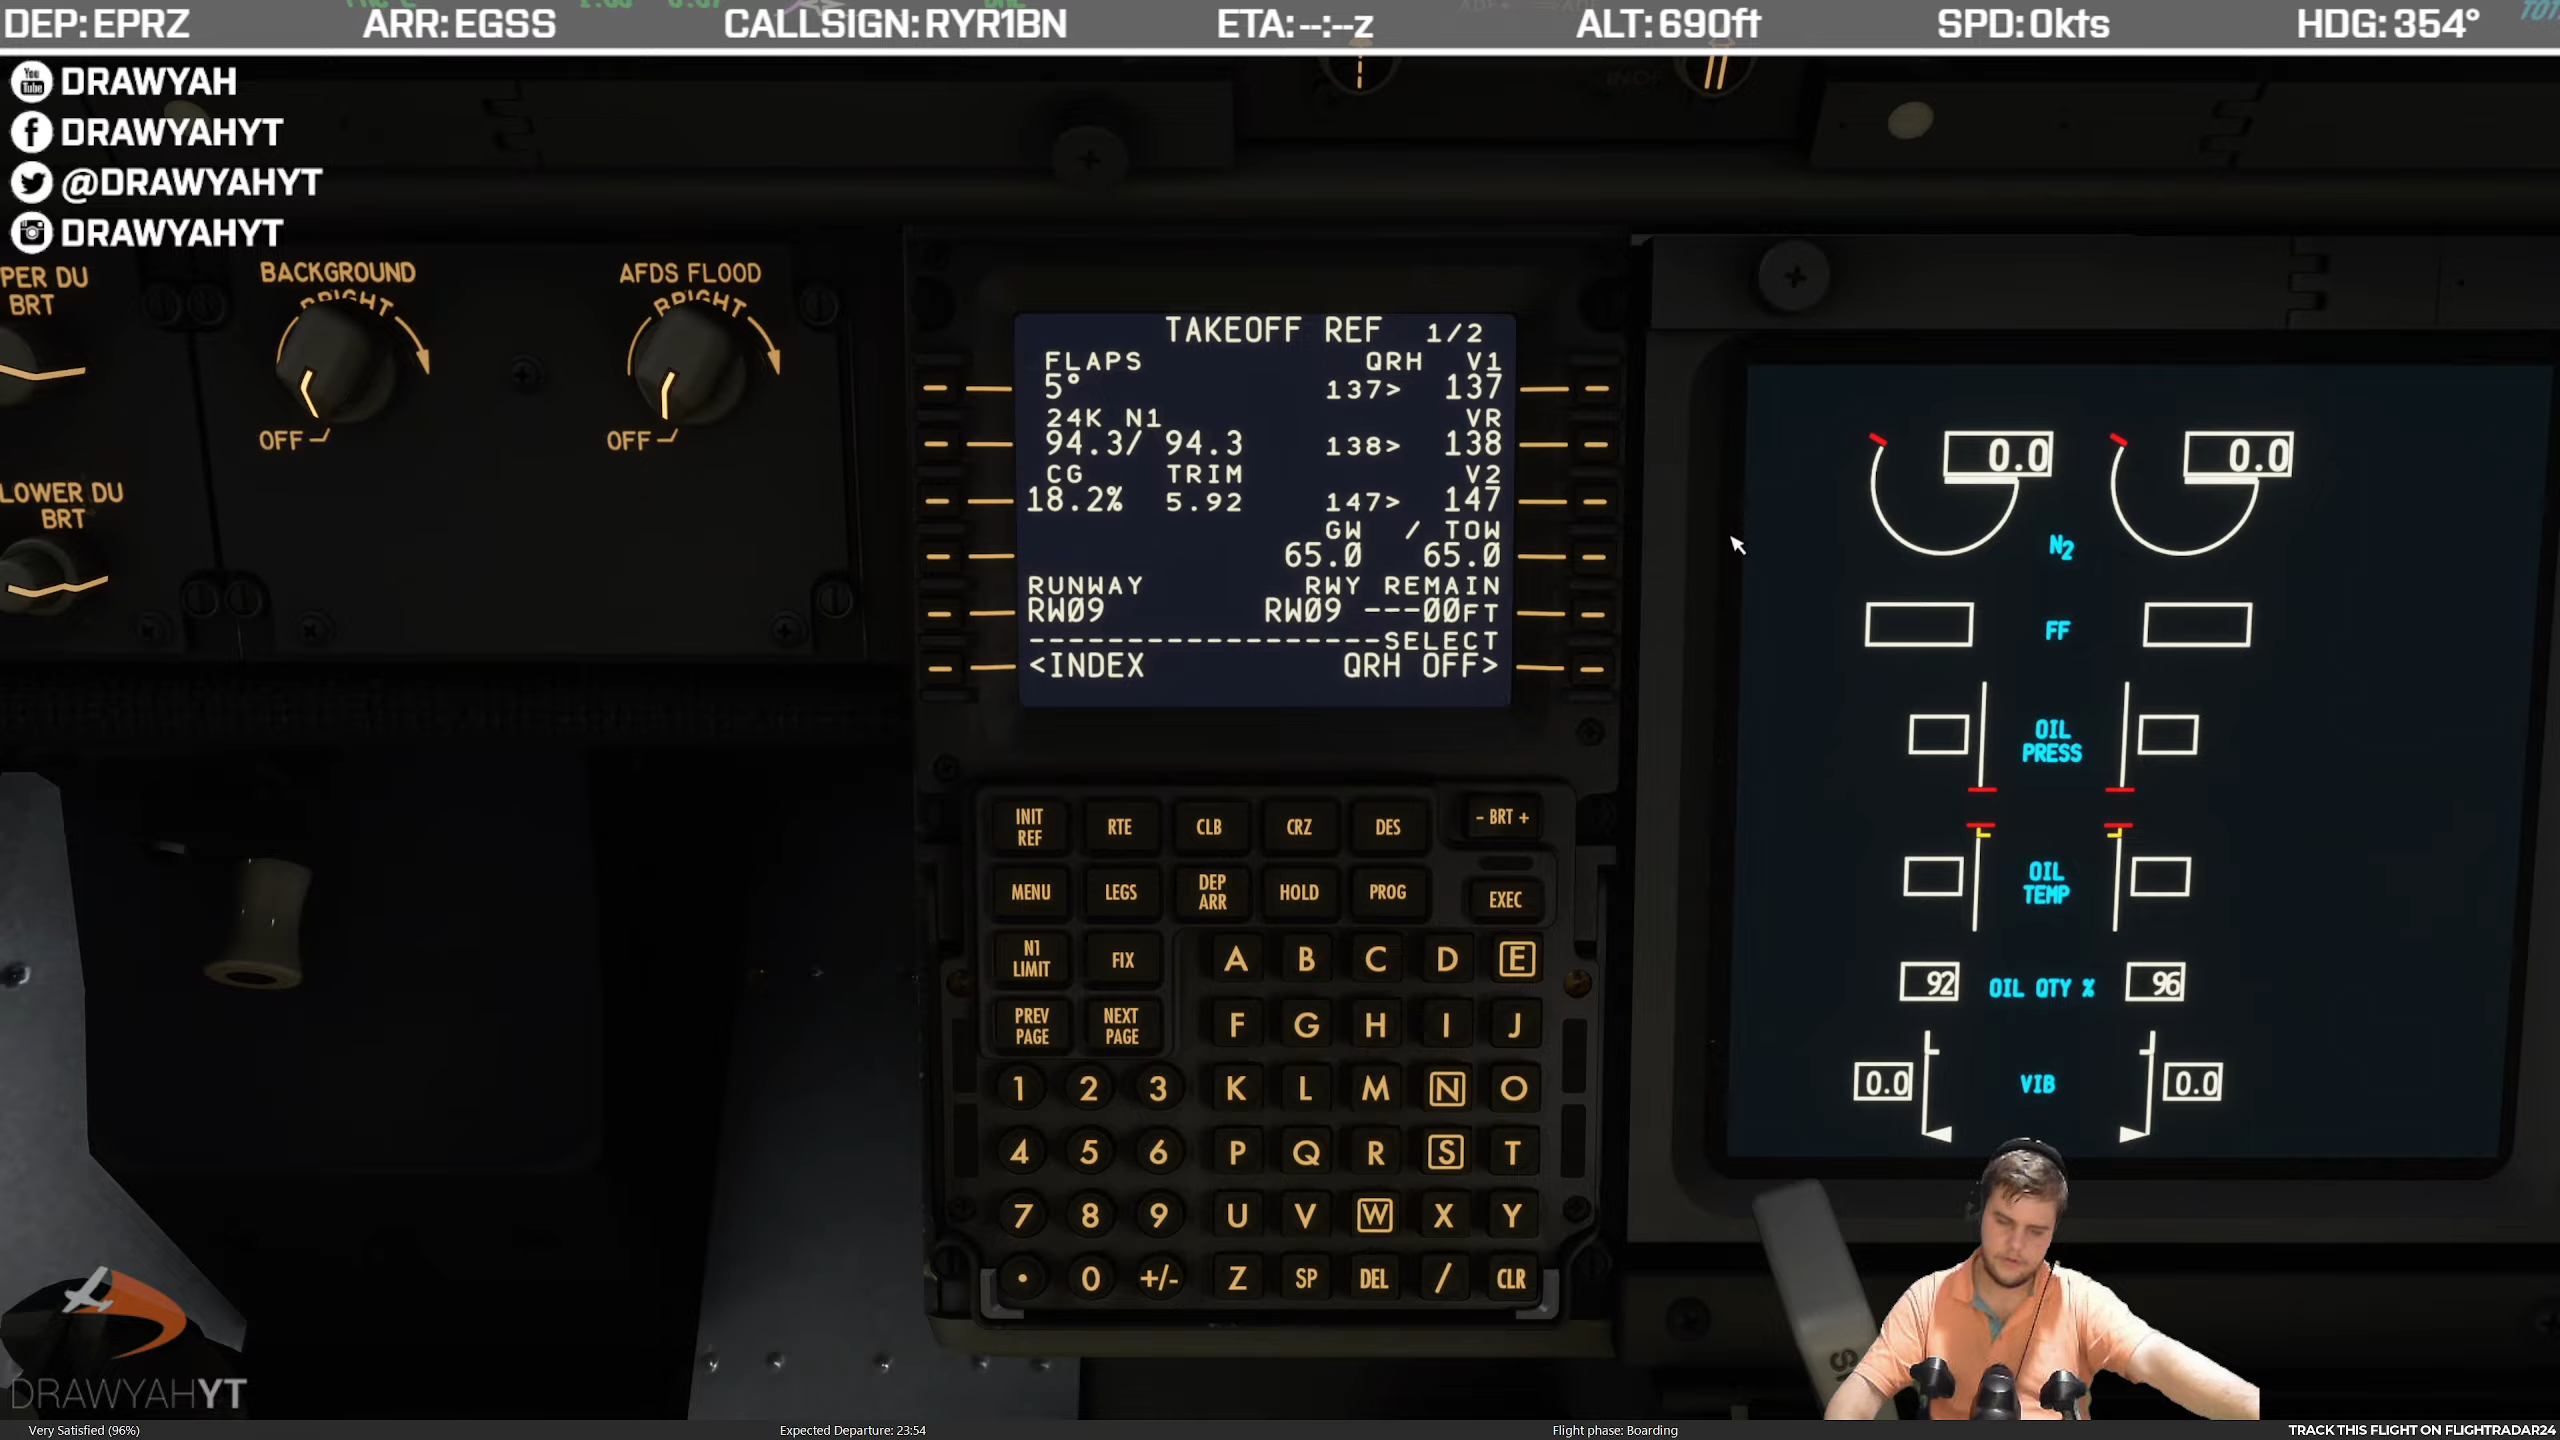 DEP: EPRZ ARR: EGSS CALLSIGN: RYR1BN ETA: --:--z ALT: 690ft SPD: 0kts HDG: 354°
DRAWYAH
DRAWYAHYT
@DRAWYAHYT
DRAWYAHYT
PER DU
BRT
BACKGROUND
BRIGHT
OFF
AFDS FLOOD
BRIGHT
OFF
LOWER DU
BRT
TAKEOFF REF 1/2
FLAPS QRH V1
5° 137> 137
24K N1 VR
94.3/ 94.3 138> 138
CG TRIM V2
18.2% 5.92 147> 147
GW / TOW
65.0 65.0
RUNWAY RWY REMAIN
RW09 RW09 ---00FT
------------------SELECT
<INDEX QRH OFF>
INIT REF RTE CLB CRZ DES - BRT +
MENU LEGS DEP ARR HOLD PROG EXEC
N1 LIMIT FIX A B C D E
PREV PAGE NEXT PAGE F G H I J
1 2 3 K L M N O
4 5 6 P Q R S T
7 8 9 U V W X Y
. 0 +/- Z SP DEL / CLR
0.0 0.0
N2
FF
OIL
PRESS
OIL
TEMP
92 OIL QTY % 96
0.0 VIB 0.0
DRAWYAHYT
Very Satisfied (96%) Expected Departure: 23:54 Flight phase: Boarding TRACK THIS FLIGHT ON FLIGHTRADAR24